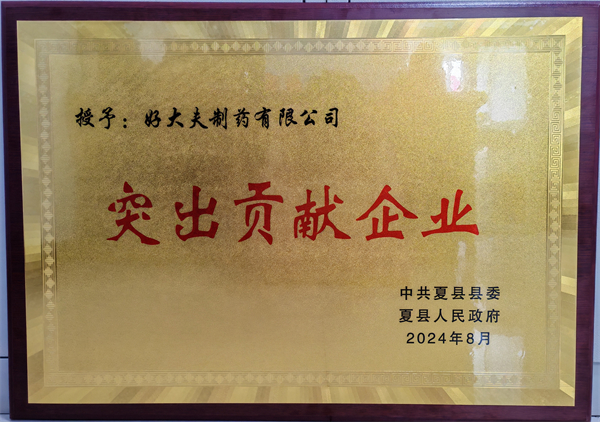 授予：好大夫制药有限公司
突出贡献企业
中共夏县县委
夏县人民政府
2024年8月